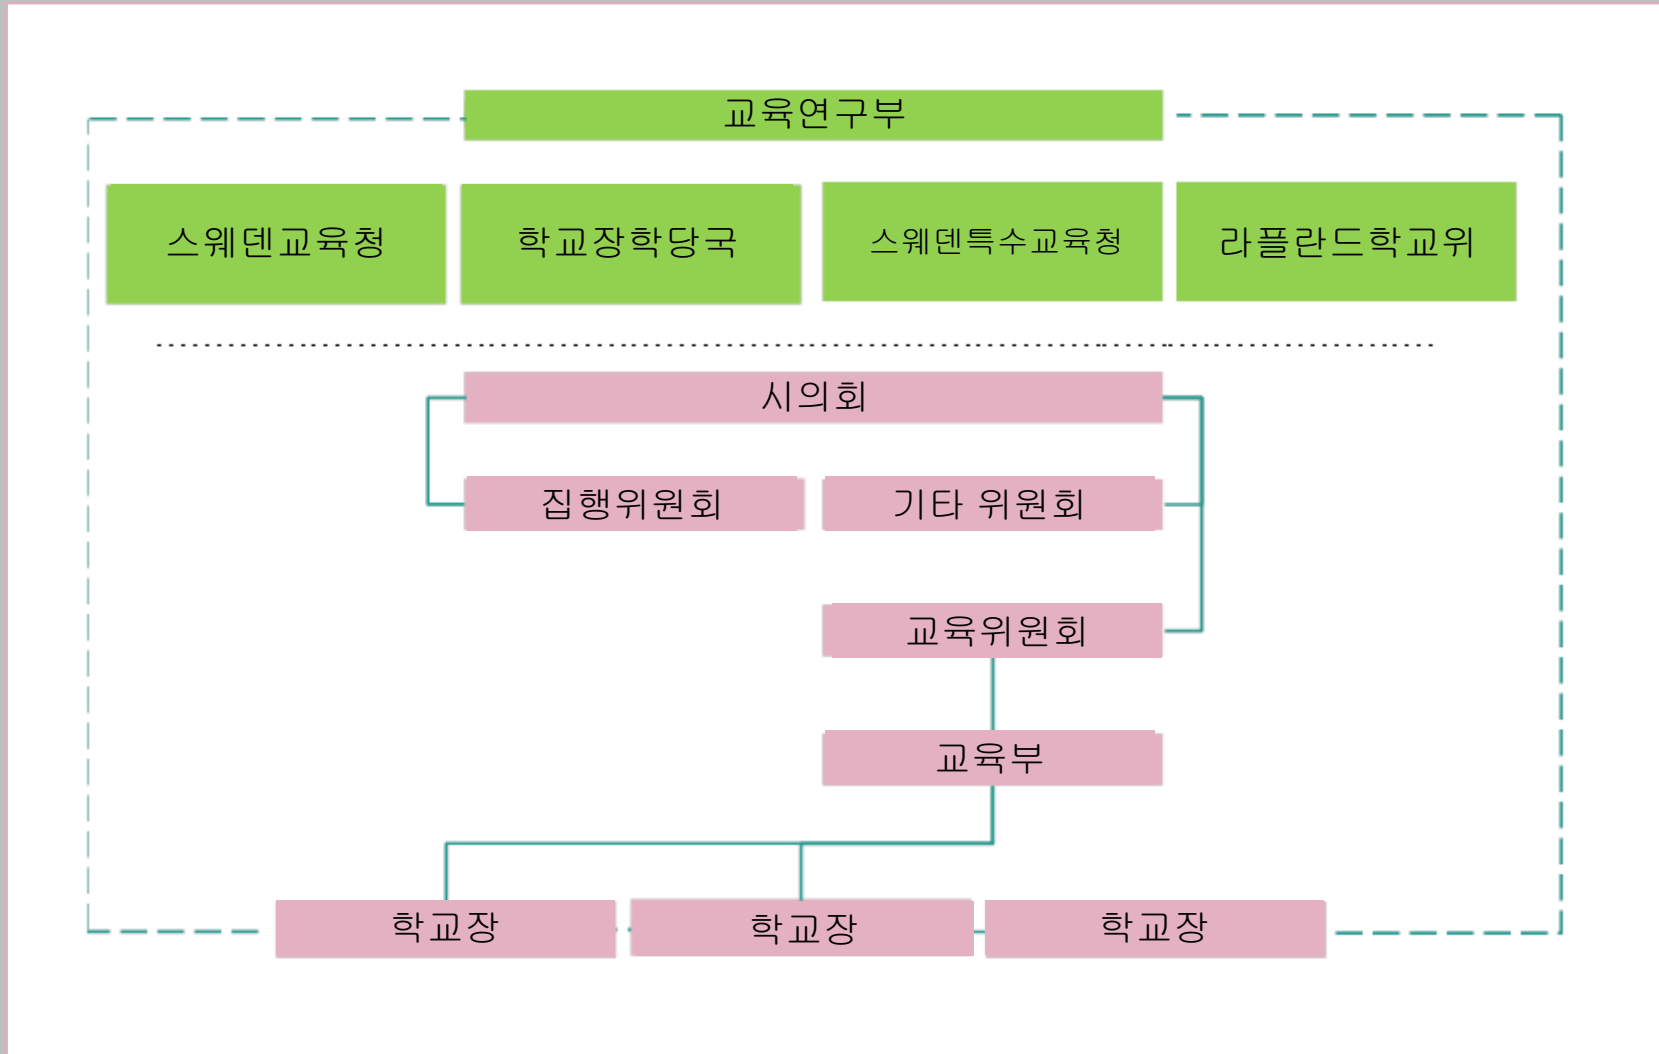 교육연구부
스웨덴교육청
학교장학당국
스웨덴특수교육청
라플란드학교위
시의회
집행위원회
기타 위원회
교육위원회
교육부
학교장
학교장
학교장